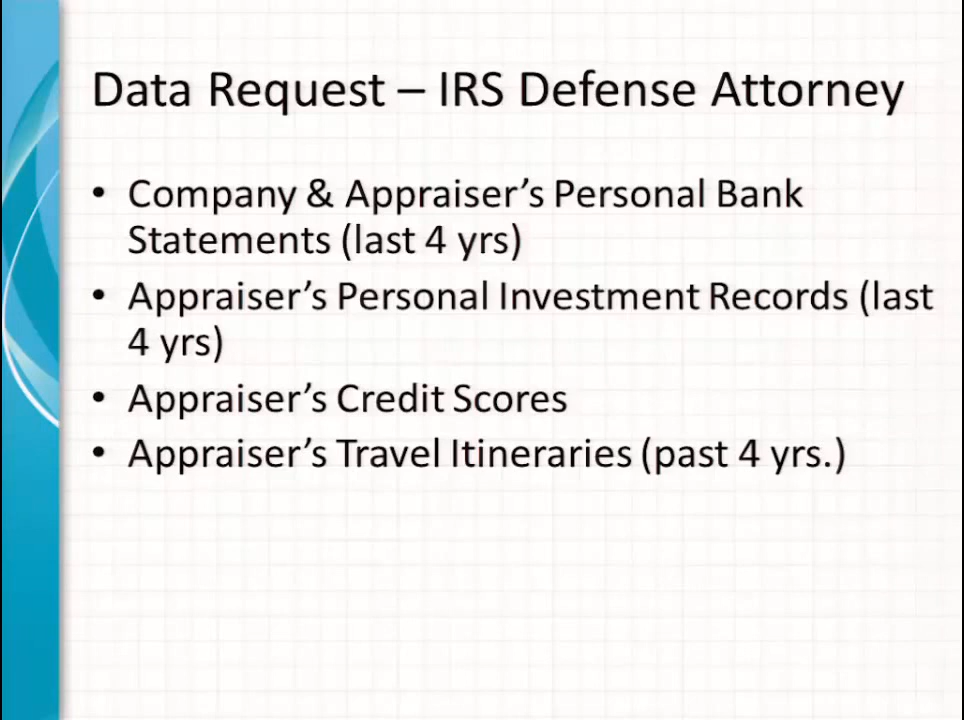 Data Request – IRS Defense Attorney
• Company & Appraiser’s Personal Bank
Statements (last 4 yrs)
• Appraiser’s Personal Investment Records (last
4 yrs)
• Appraiser’s Credit Scores
• Appraiser’s Travel Itineraries (past 4 yrs.)